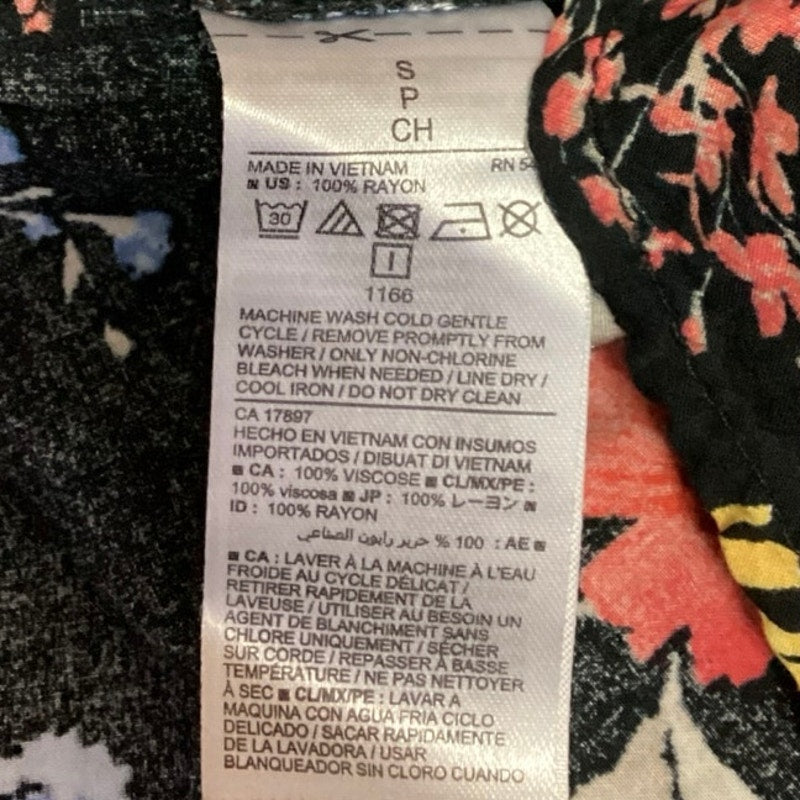 S
P
CH
MADE IN VIETNAM RN 54
US : 100% RAYON
30
1166
MACHINE WASH COLD GENTLE
CYCLE / REMOVE PROMPTLY FROM
WASHER / ONLY NON-CHLORINE
BLEACH WHEN NEEDED / LINE DRY /
COOL IRON / DO NOT DRY CLEAN
CA 17897
HECHO EN VIETNAM CON INSUMOS
IMPORTADOS / DIBUAT DI VIETNAM
CA : 100% VISCOSE CL/MX/PE :
100% viscosa JP : 100% レーヨン
ID : 100% RAYON
AE : 100 % حرير رايون الصناعي
CA : LAVER À LA MACHINE À L'EAU
FROIDE AU CYCLE DÉLICAT /
RETIRER RAPIDEMENT DE LA
LAVEUSE / UTILISER AU BESOIN UN
AGENT DE BLANCHIMENT SANS
CHLORE UNIQUEMENT / SÉCHER
SUR CORDE / REPASSER À BASSE
TEMPÉRATURE / NE PAS NETTOYER
À SEC CL/MX/PE : LAVAR A
MAQUINA CON AGUA FRIA CICLO
DELICADO / SACAR RAPIDAMENTE
DE LA LAVADORA / USAR
BLANQUEADOR SIN CLORO CUANDO